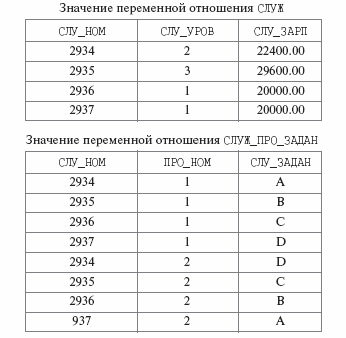 Значение переменной отношения СЛУЖ
СЛУ_НОМ СЛУ_УРОВ СЛУ_ЗАРП
2934 2 22400.00
2935 3 29600.00
2936 1 20000.00
2937 1 20000.00
Значение переменной отношения СЛУЖ_ПРО_ЗАДАН
СЛУ_НОМ ПРО_НОМ СЛУ_ЗАДАН
2934 1 A
2935 1 B
2936 1 C
2937 1 D
2934 2 D
2935 2 C
2936 2 B
937 2 A